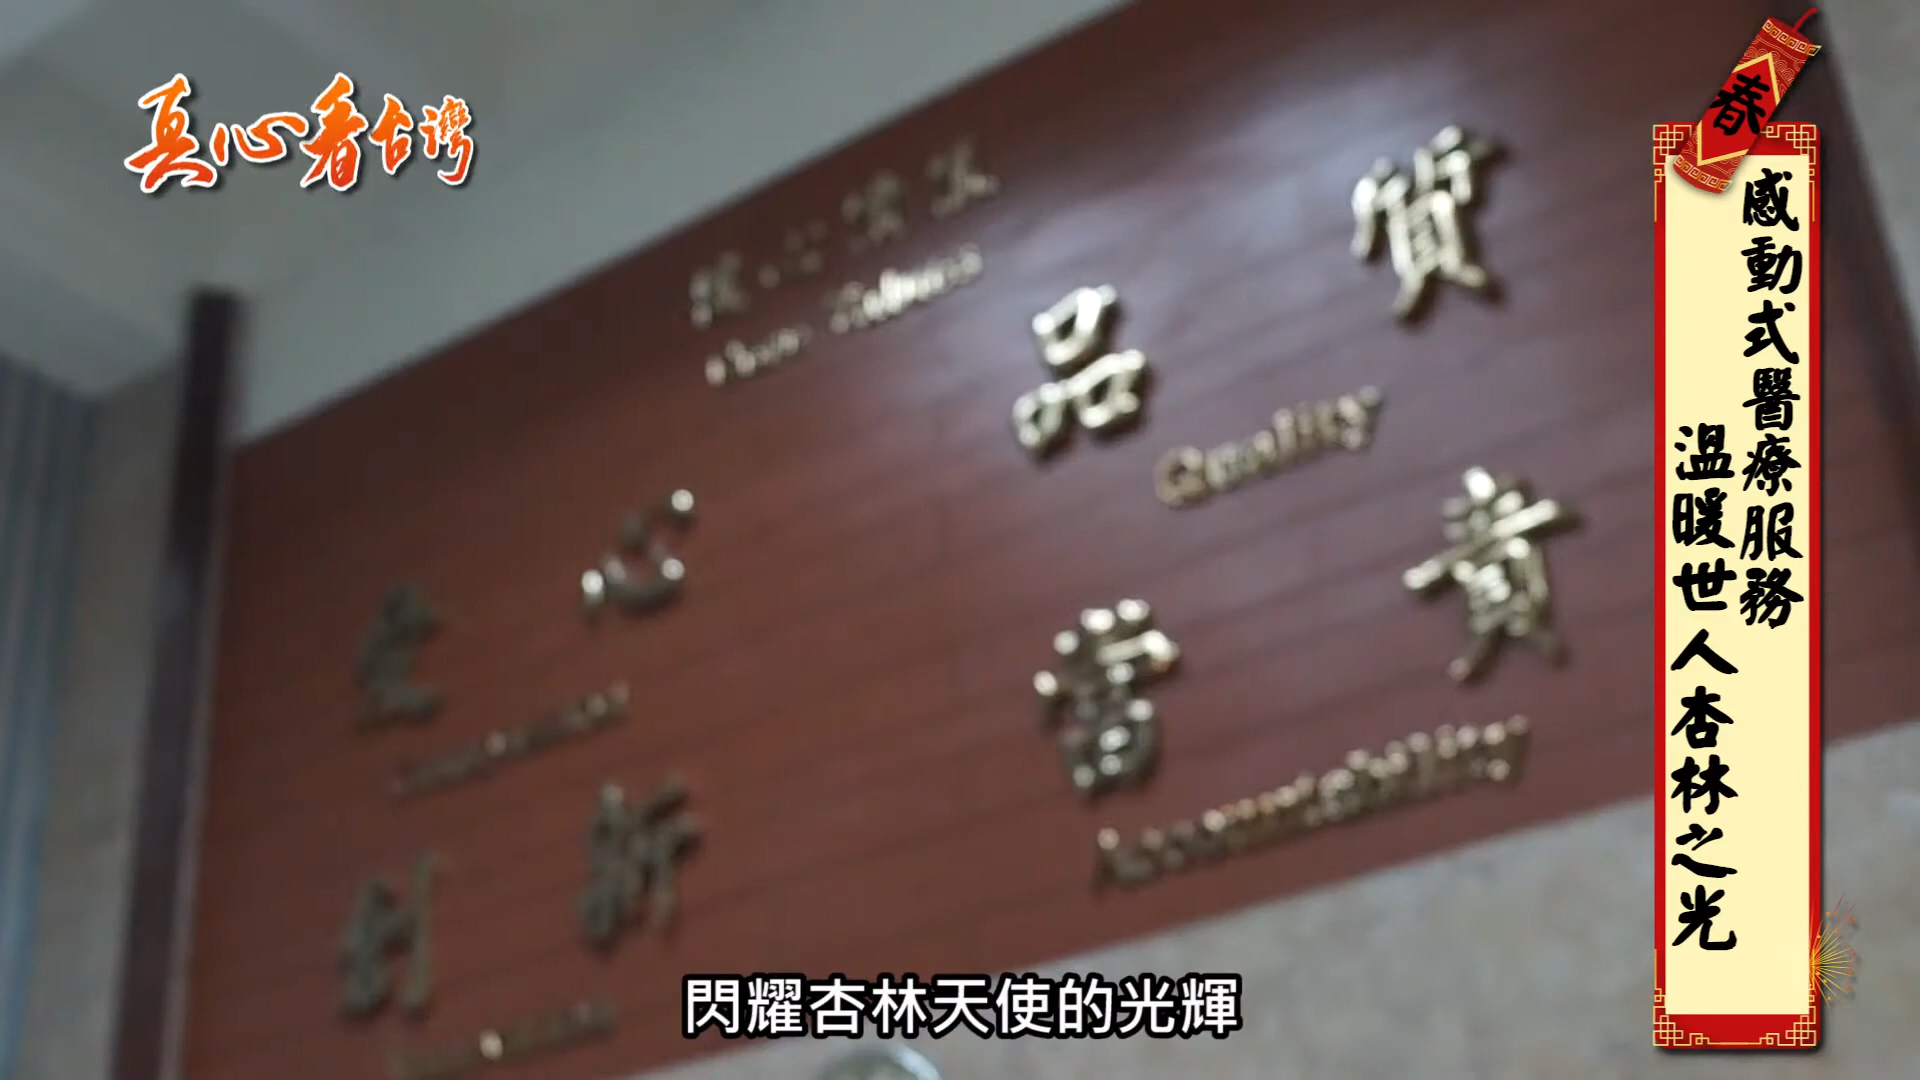 真心看台灣
春
感動式醫療服務
溫暖世人杏林之光
品質
Quality
當責
Accountability
創新
閃耀杏林天使的光輝